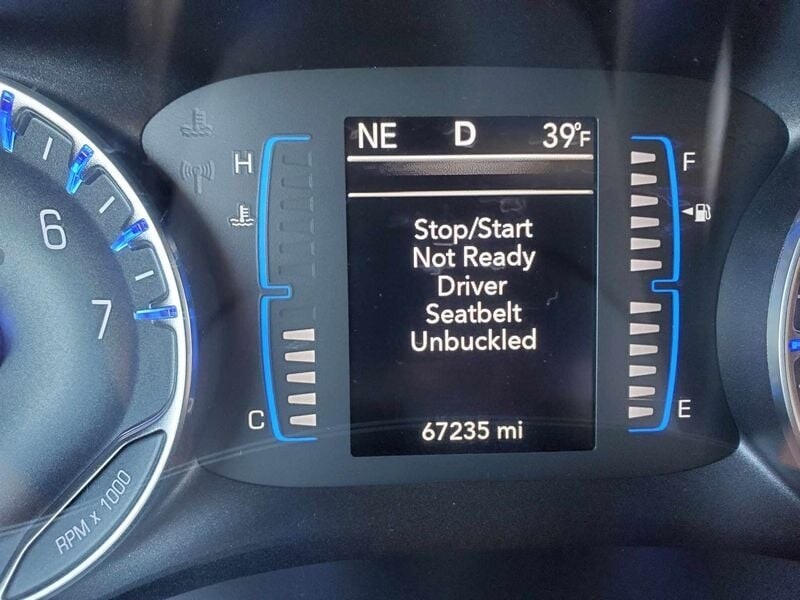 NE D 39°F
H
F
6
Stop/Start
Not Ready
Driver
Seatbelt
Unbuckled
7
C
E
67235 mi
RPM x 1000